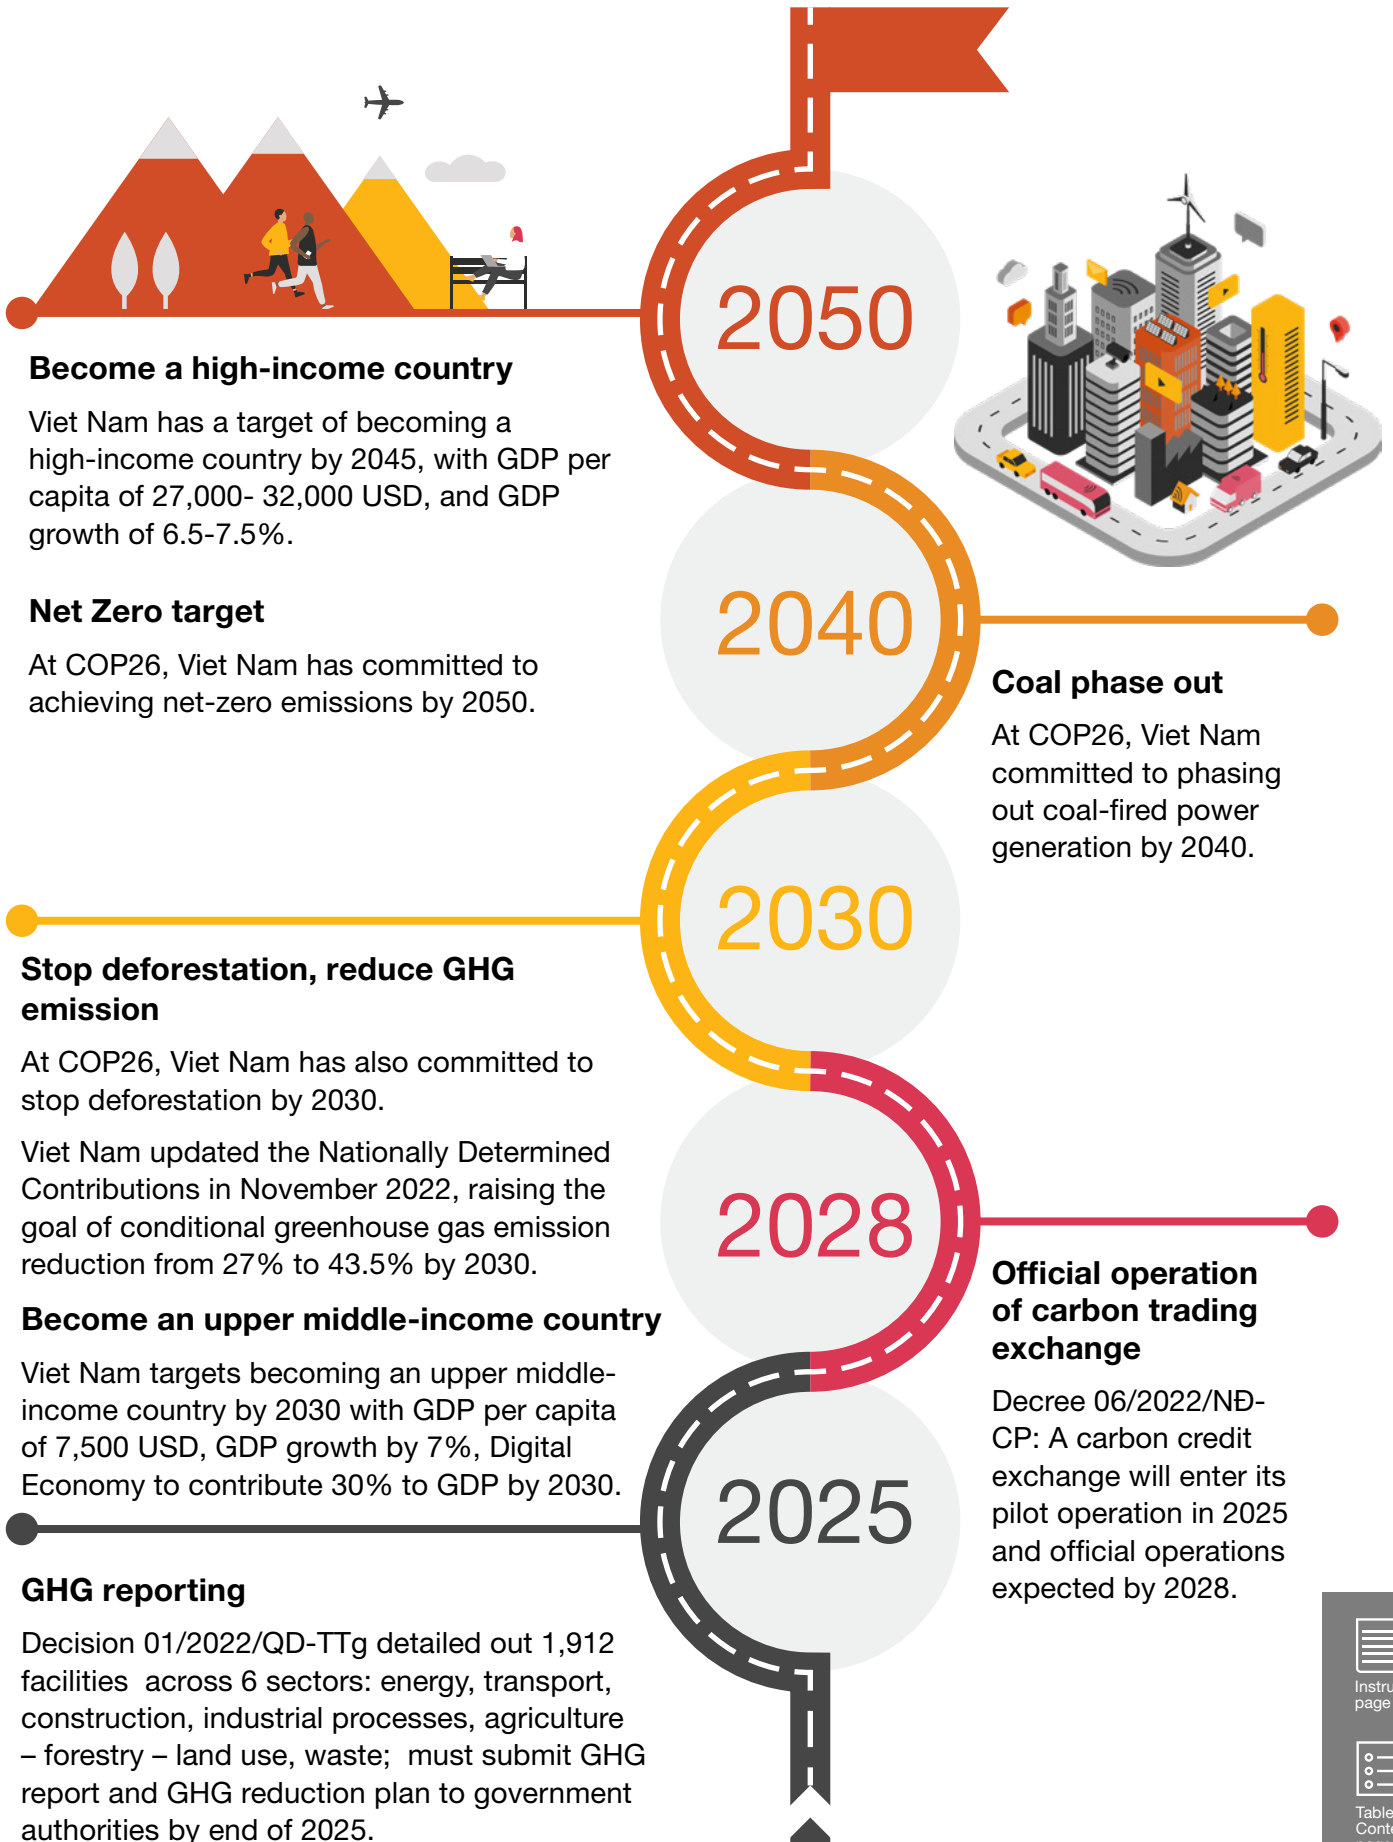 2050
Become a high-income country
Viet Nam has a target of becoming a
high-income country by 2045, with GDP per
capita of 27,000- 32,000 USD, and GDP
growth of 6.5-7.5%.
Net Zero target
At COP26, Viet Nam has committed to
achieving net-zero emissions by 2050.
2040
Coal phase out
At COP26, Viet Nam
committed to phasing
out coal-fired power
generation by 2040.
2030
Stop deforestation, reduce GHG
emission
At COP26, Viet Nam has also committed to
stop deforestation by 2030.
Viet Nam updated the Nationally Determined
Contributions in November 2022, raising the
goal of conditional greenhouse gas emission
reduction from 27% to 43.5% by 2030.
Become an upper middle-income country
Viet Nam targets becoming an upper middle-
income country by 2030 with GDP per capita
of 7,500 USD, GDP growth by 7%, Digital
Economy to contribute 30% to GDP by 2030.
2028
Official operation
of carbon trading
exchange
Decree 06/2022/NĐ-
CP: A carbon credit
exchange will enter its
pilot operation in 2025
and official operations
expected by 2028.
2025
GHG reporting
Decision 01/2022/QD-TTg detailed out 1,912
facilities across 6 sectors: energy, transport,
construction, industrial processes, agriculture
– forestry – land use, waste; must submit GHG
report and GHG reduction plan to government
authorities by end of 2025.
page
Table